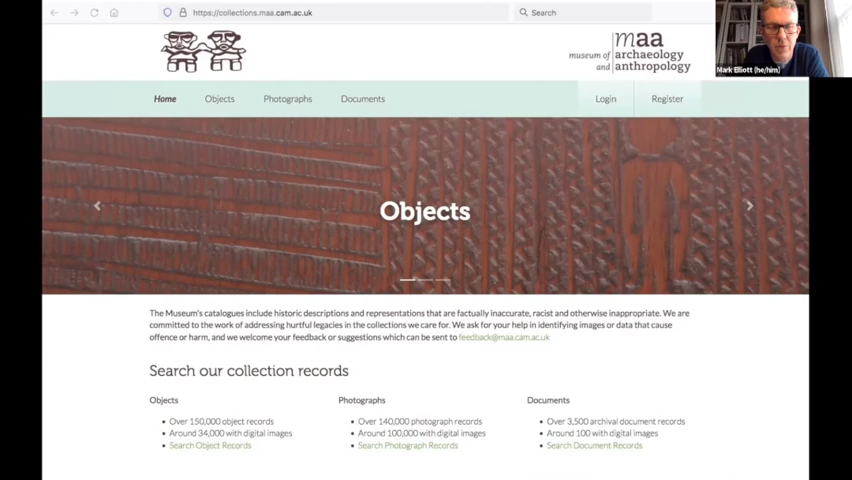 https://collections.maa.cam.ac.uk
Search
Mark Elliott (he/him)
maa
museum of archaeology
and anthropology
Home
Objects
Photographs
Documents
Login
Register
Objects
The Museum's catalogues include historic descriptions and representations that are factually inaccurate, racist and otherwise inappropriate. We are
committed to the work of addressing hurtful legacies in the collections we care for. We ask for your help in identifying images or data that cause
offence or harm, and we welcome your feedback or suggestions which can be sent to feedback@maa.cam.ac.uk
Search our collection records
Objects
Over 150,000 object records
Around 34,000 with digital images
Search Object Records
Photographs
Over 140,000 photograph records
Around 100,000 with digital images
Search Photograph Records
Documents
Over 3,500 archival document records
Around 100 with digital images
Search Document Records